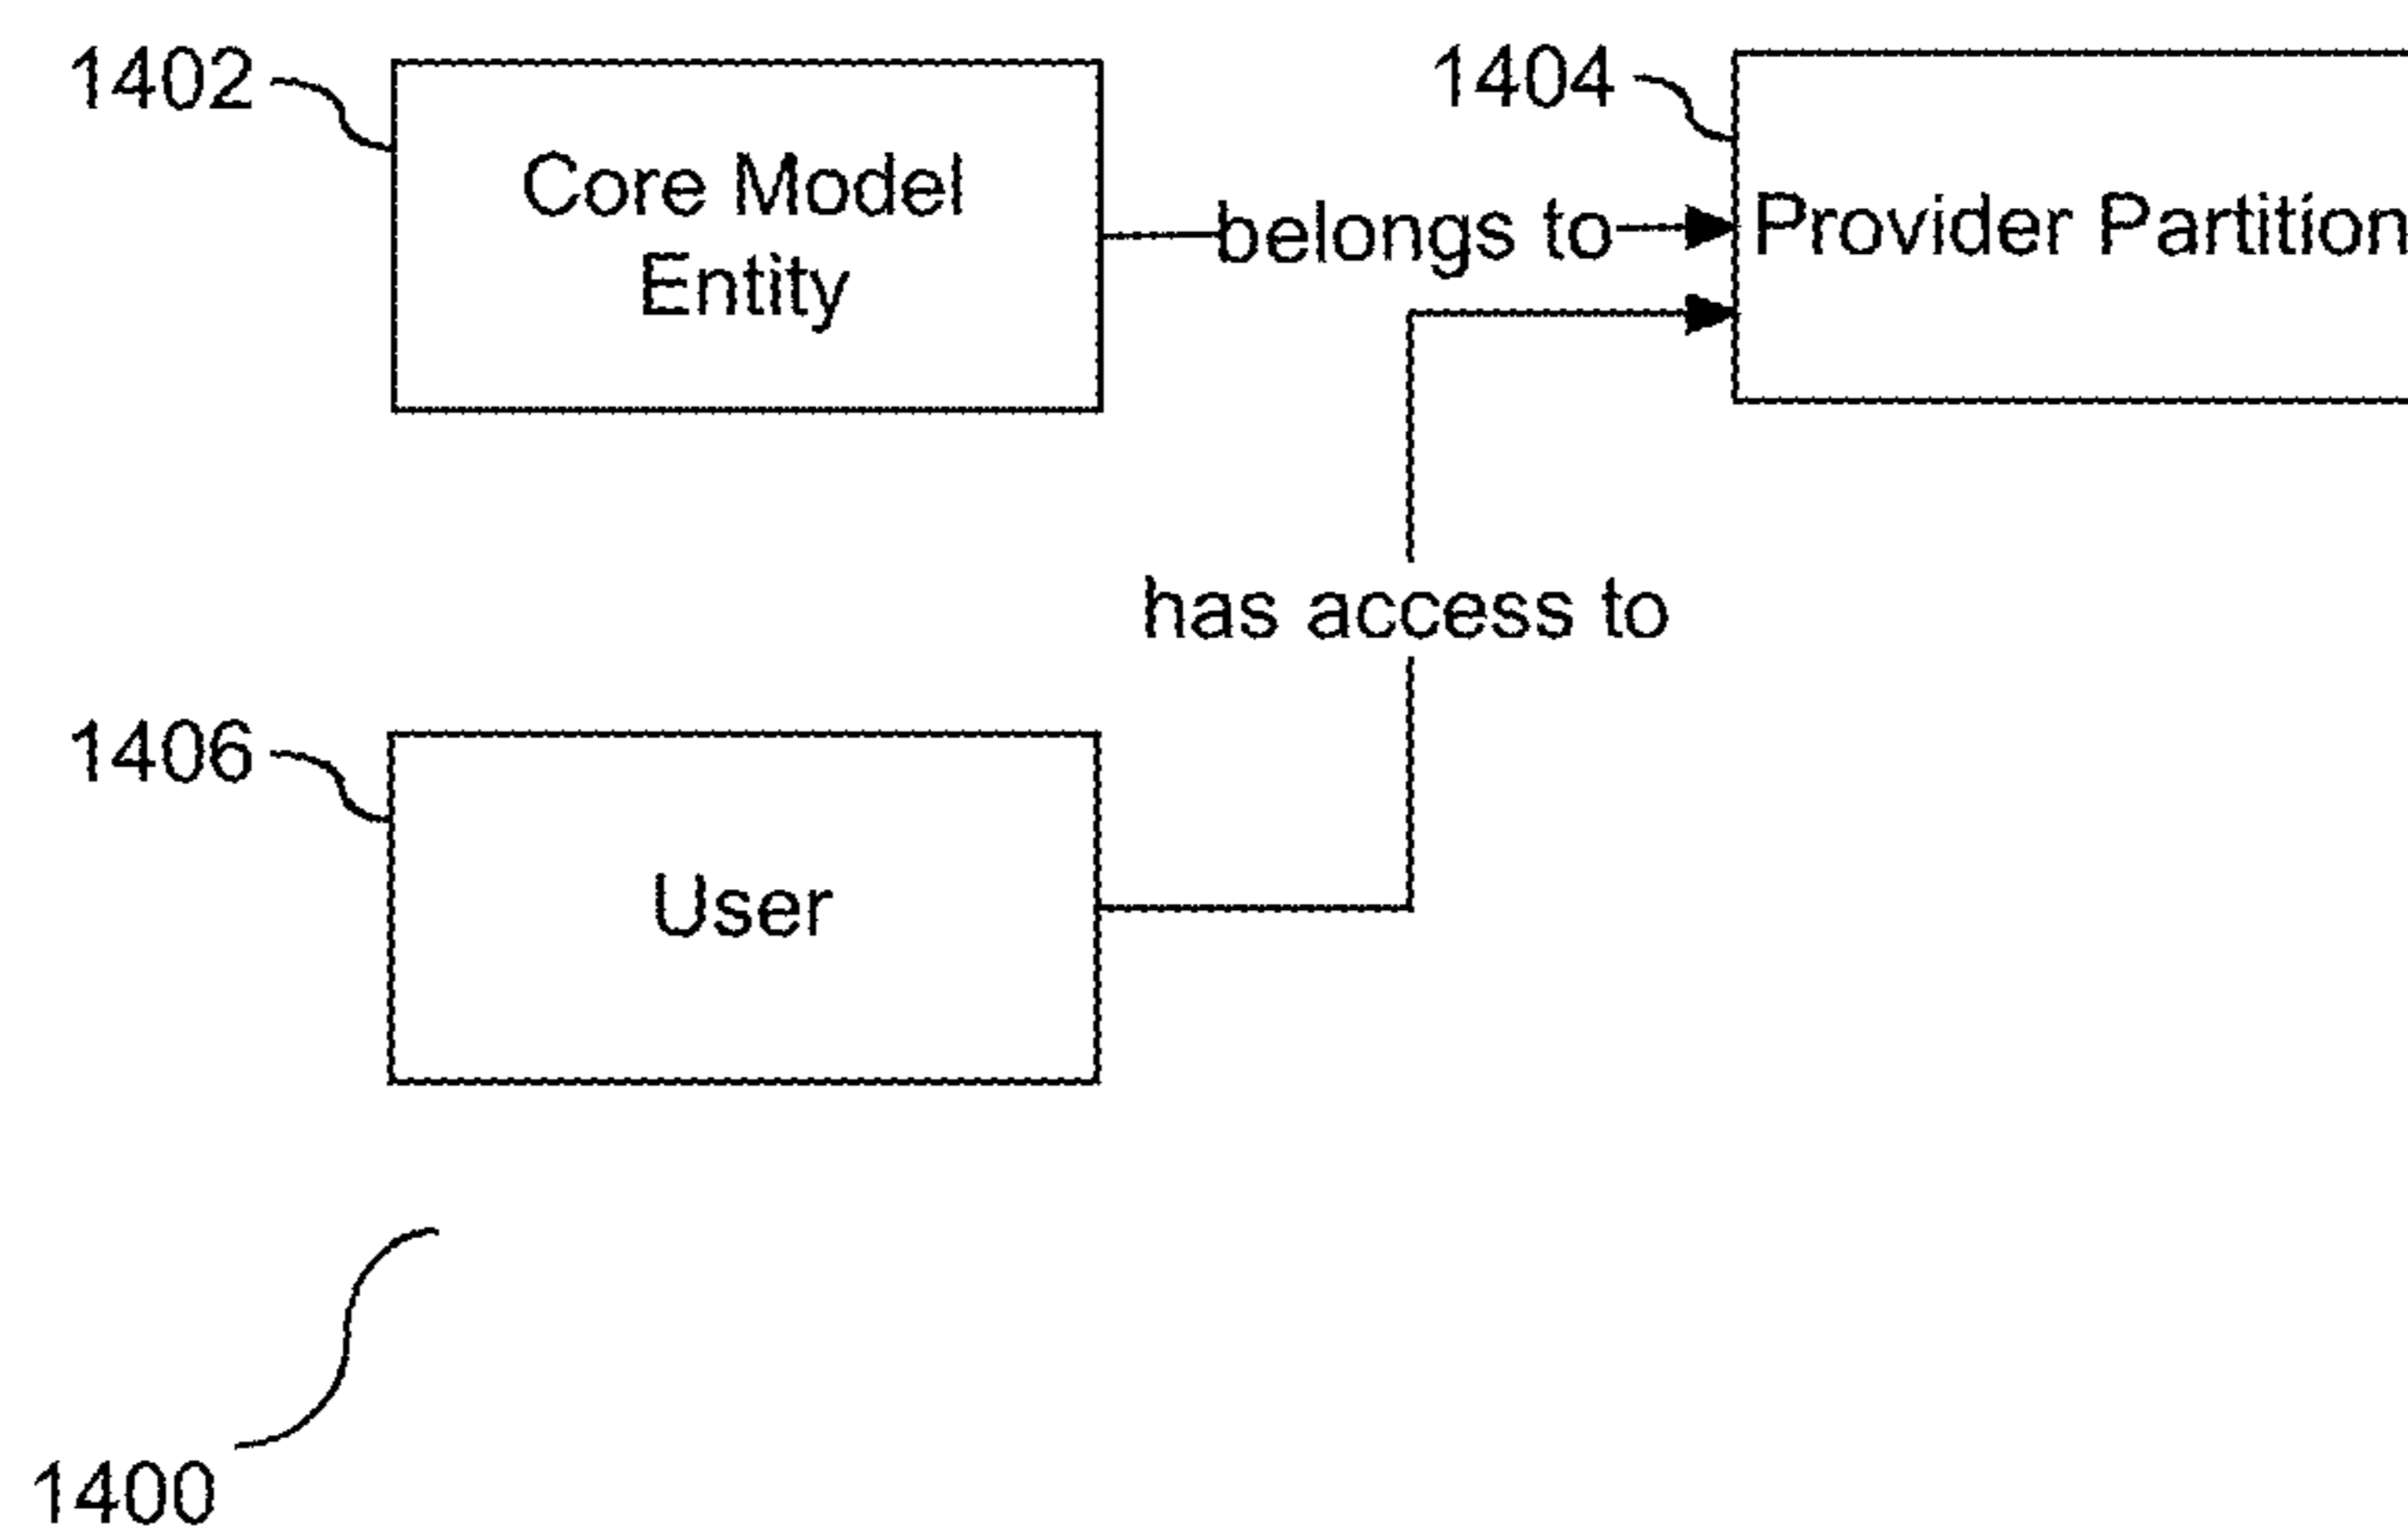 1402
Core Model
Entity
belongs to
1404
Provider Partition
has access to
1406
User
1400